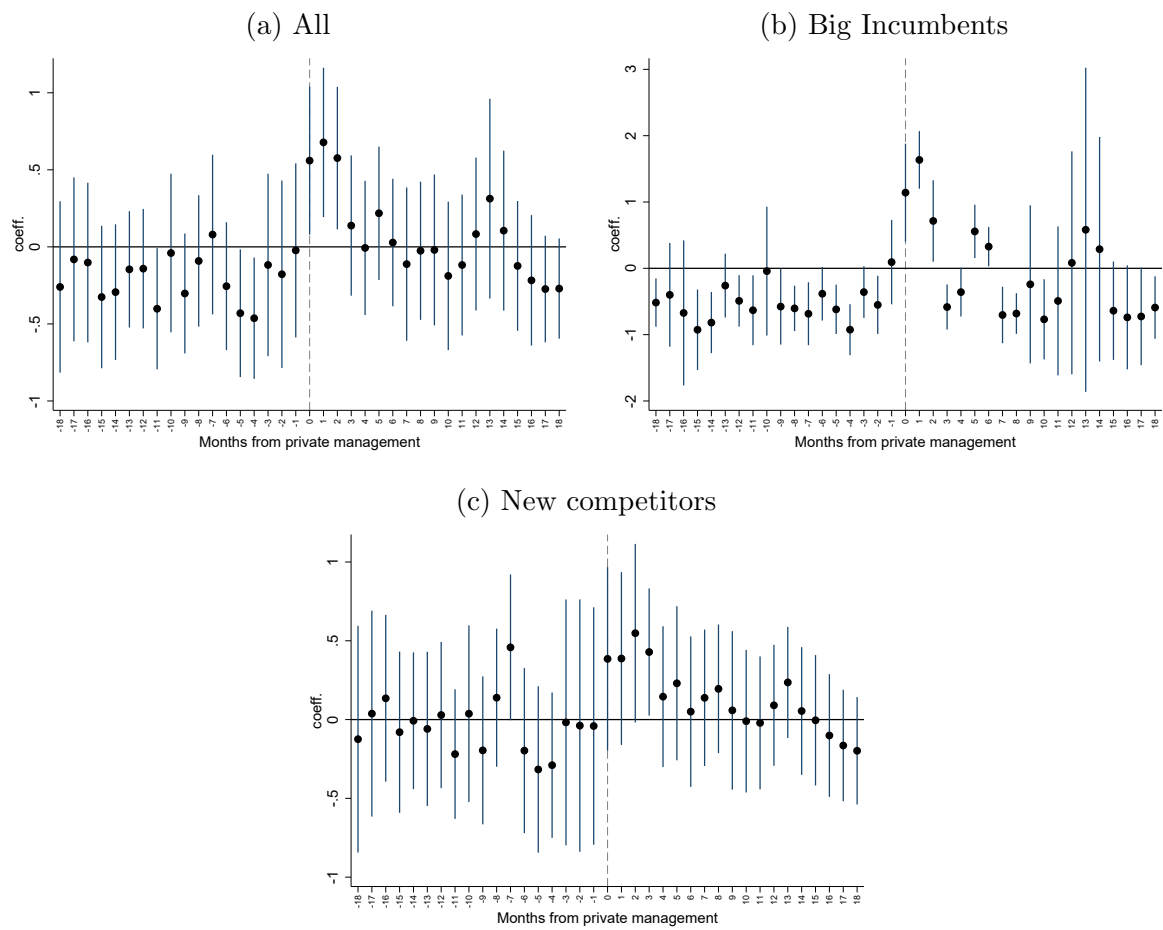 (a) All
coeff.
1
.5
0
-.5
-1
-18 -17 -16 -15 -14 -13 -12 -11 -10 -9 -8 -7 -6 -5 -4 -3 -2 -1 0 1 2 3 4 5 6 7 8 9 10 11 12 13 14 15 16 17 18
Months from private management
(b) Big Incumbents
coeff.
3
2
1
0
-1
-2
-18 -17 -16 -15 -14 -13 -12 -11 -10 -9 -8 -7 -6 -5 -4 -3 -2 -1 0 1 2 3 4 5 6 7 8 9 10 11 12 13 14 15 16 17 18
Months from private management
(c) New competitors
coeff.
1
.5
0
-.5
-1
-18 -17 -16 -15 -14 -13 -12 -11 -10 -9 -8 -7 -6 -5 -4 -3 -2 -1 0 1 2 3 4 5 6 7 8 9 10 11 12 13 14 15 16 17 18
Months from private management